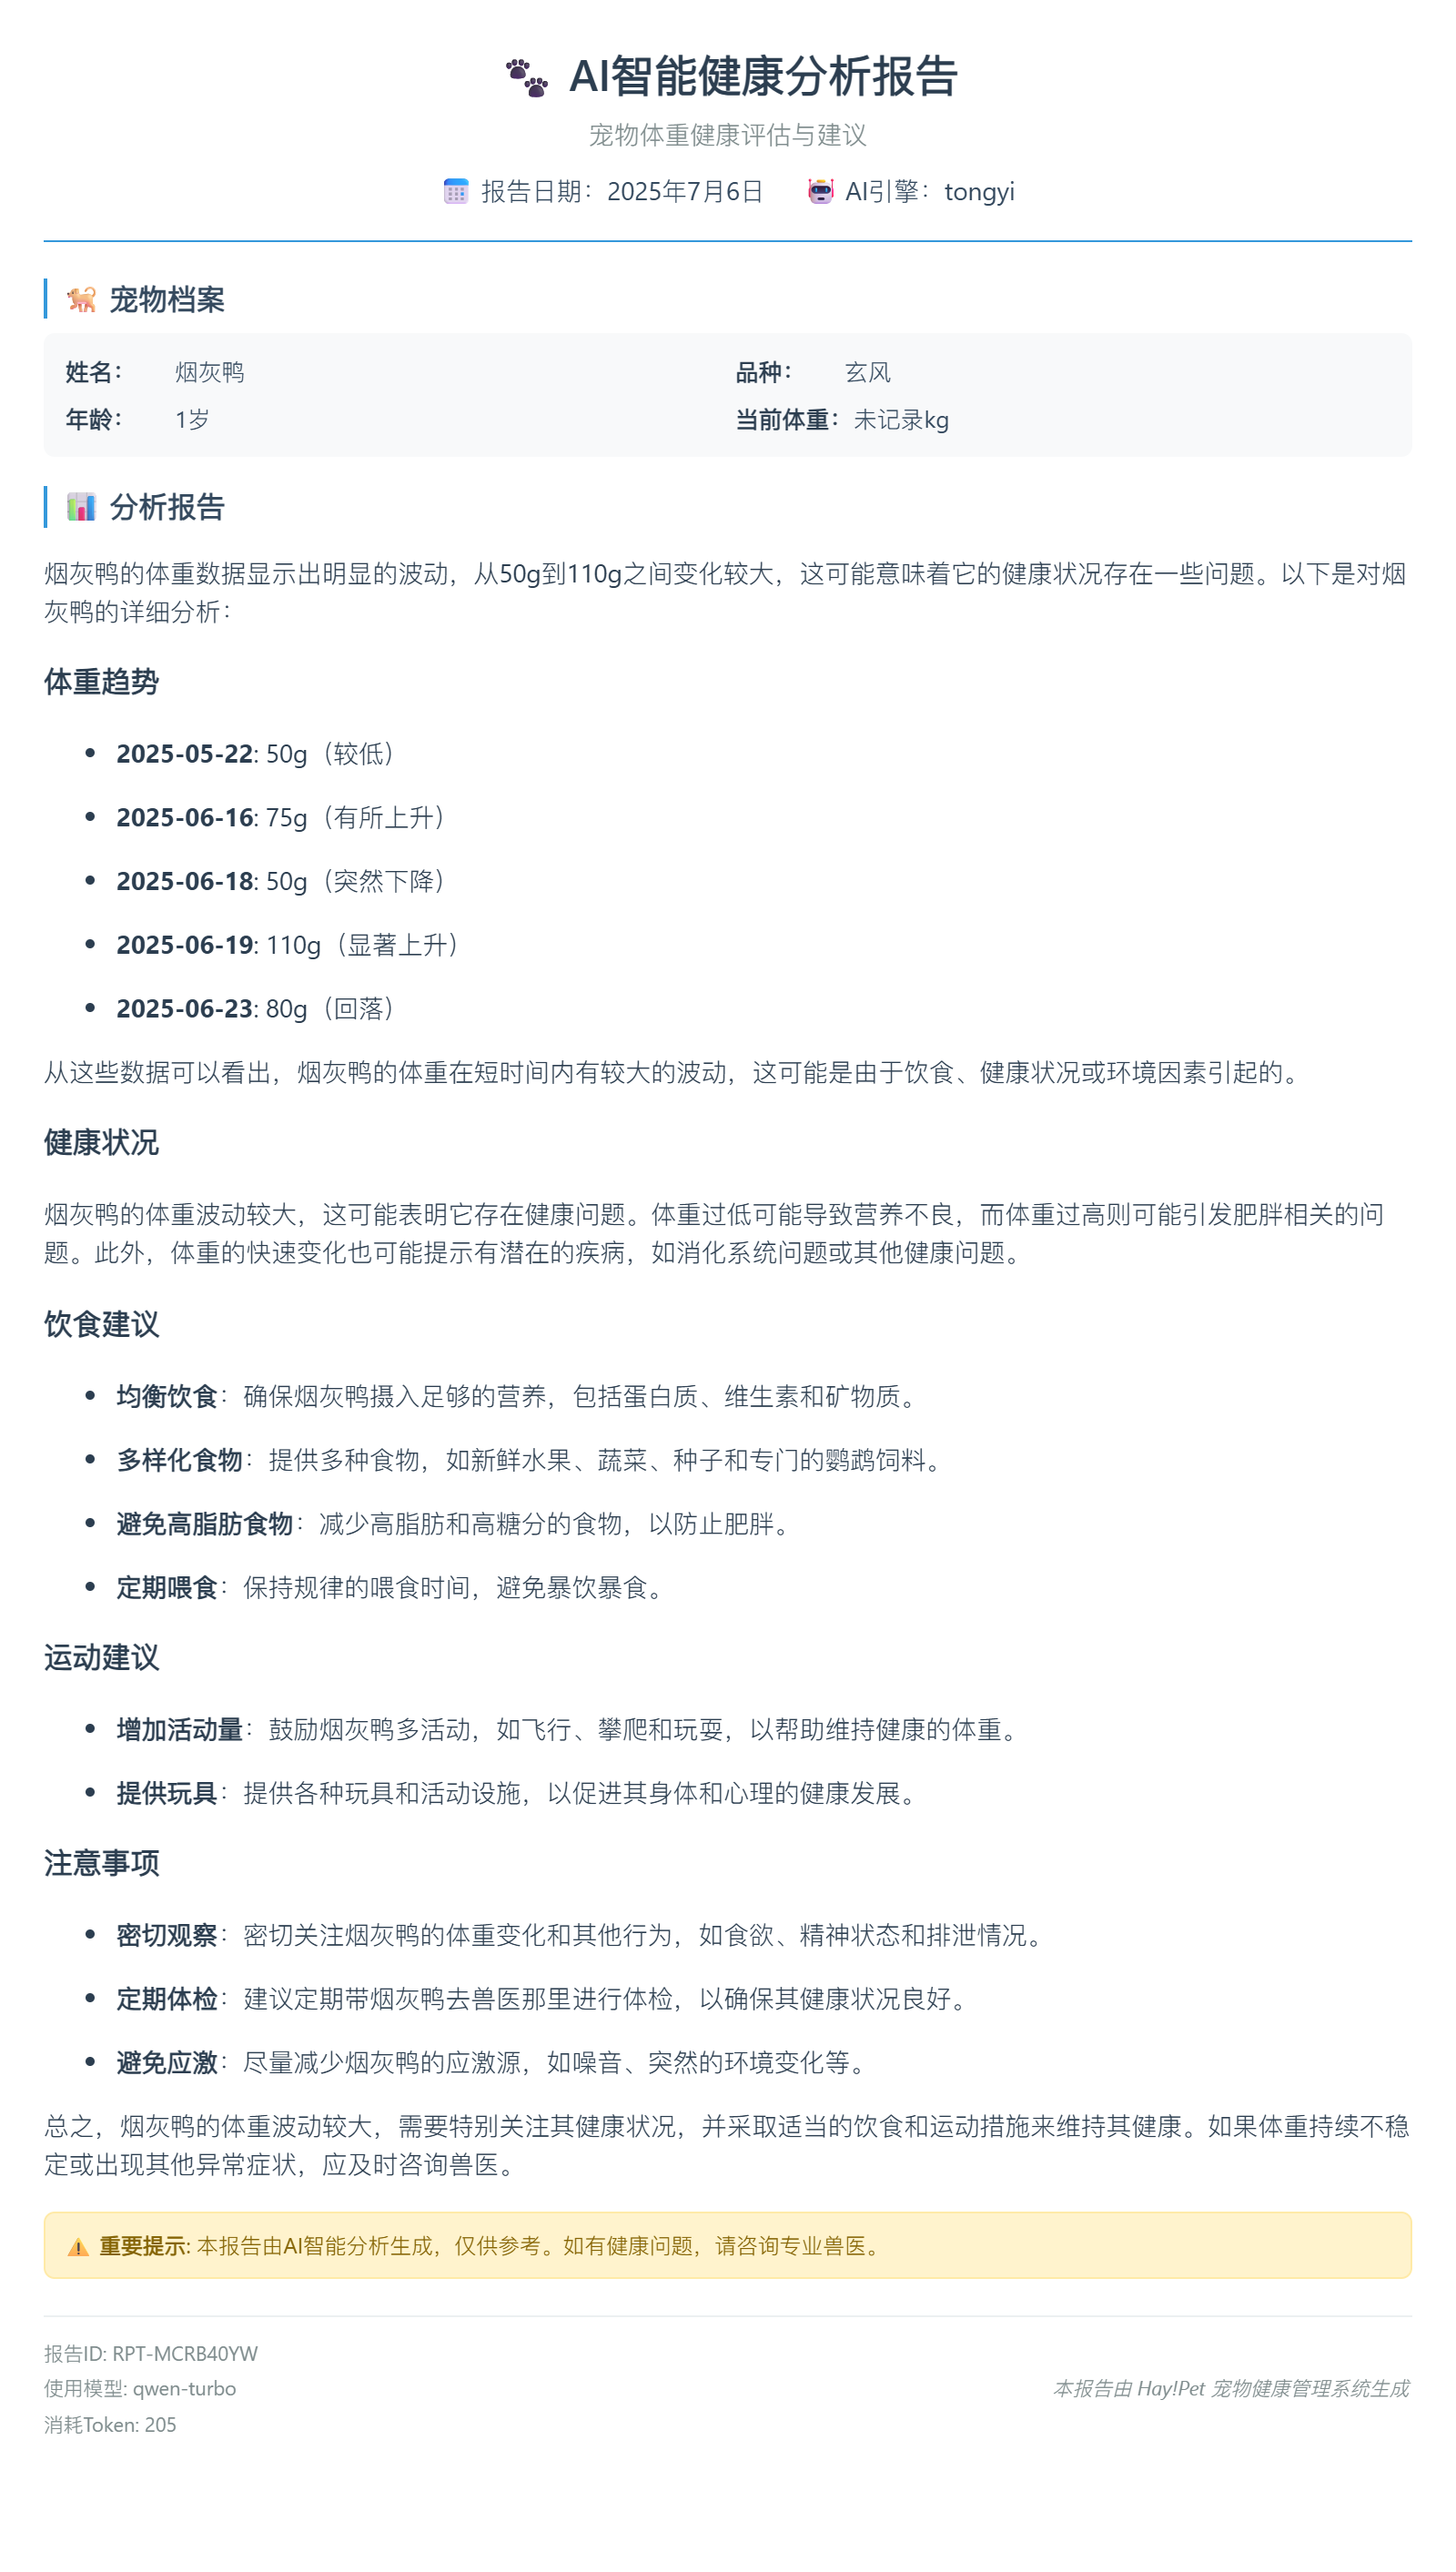 AI智能健康分析报告
宠物体重健康评估与建议
报告日期：2025年7月6日 AI引擎：tongyi
宠物档案
姓名： 烟灰鸭 品种： 玄风
年龄： 1岁 当前体重：未记录kg
分析报告
烟灰鸭的体重数据显示出明显的波动，从50g到110g之间变化较大，这可能意味着它的健康状况存在一些问题。以下是对烟
灰鸭的详细分析：
体重趋势
• 2025-05-22: 50g（较低）
• 2025-06-16: 75g（有所上升）
• 2025-06-18: 50g（突然下降）
• 2025-06-19: 110g（显著上升）
• 2025-06-23: 80g（回落）
从这些数据可以看出，烟灰鸭的体重在短时间内有较大的波动，这可能是由于饮食、健康状况或环境因素引起的。
健康状况
烟灰鸭的体重波动较大，这可能表明它存在健康问题。体重过低可能导致营养不良，而体重过高则可能引发肥胖相关的问
题。此外，体重的快速变化也可能提示有潜在的疾病，如消化系统问题或其他健康问题。
饮食建议
• 均衡饮食：确保烟灰鸭摄入足够的营养，包括蛋白质、维生素和矿物质。
• 多样化食物：提供多种食物，如新鲜水果、蔬菜、种子和专门的鹦鹉饲料。
• 避免高脂肪食物：减少高脂肪和高糖分的食物，以防止肥胖。
• 定期喂食：保持规律的喂食时间，避免暴饮暴食。
运动建议
• 增加活动量：鼓励烟灰鸭多活动，如飞行、攀爬和玩耍，以帮助维持健康的体重。
• 提供玩具：提供各种玩具和活动设施，以促进其身体和心理的健康发展。
注意事项
• 密切观察：密切关注烟灰鸭的体重变化和其他行为，如食欲、精神状态和排泄情况。
• 定期体检：建议定期带烟灰鸭去兽医那里进行体检，以确保其健康状况良好。
• 避免应激：尽量减少烟灰鸭的应激源，如噪音、突然的环境变化等。
总之，烟灰鸭的体重波动较大，需要特别关注其健康状况，并采取适当的饮食和运动措施来维持其健康。如果体重持续不稳
定或出现其他异常症状，应及时咨询兽医。
重要提示: 本报告由AI智能分析生成，仅供参考。如有健康问题，请咨询专业兽医。
报告ID: RPT-MCRB40YW
使用模型: qwen-turbo
本报告由 Hay!Pet 宠物健康管理系统生成
消耗Token: 205